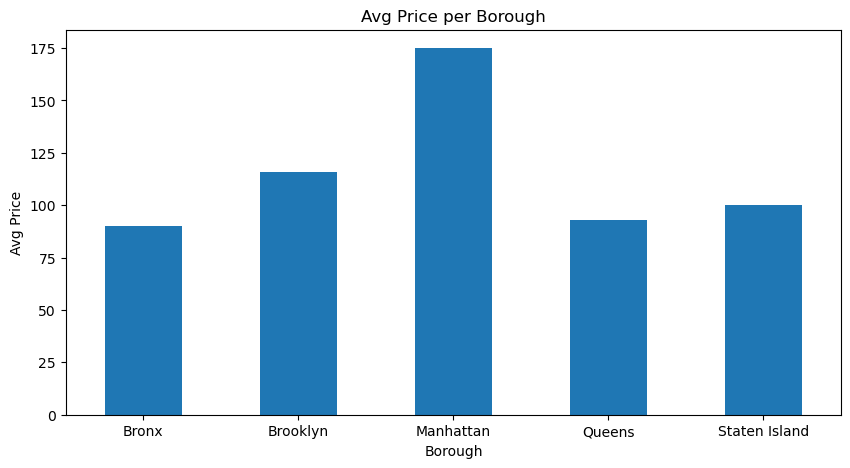 Avg Price per Borough
175
150
125
100
75
50
25
0
Avg Price
Bronx Brooklyn Manhattan Queens Staten Island
Borough